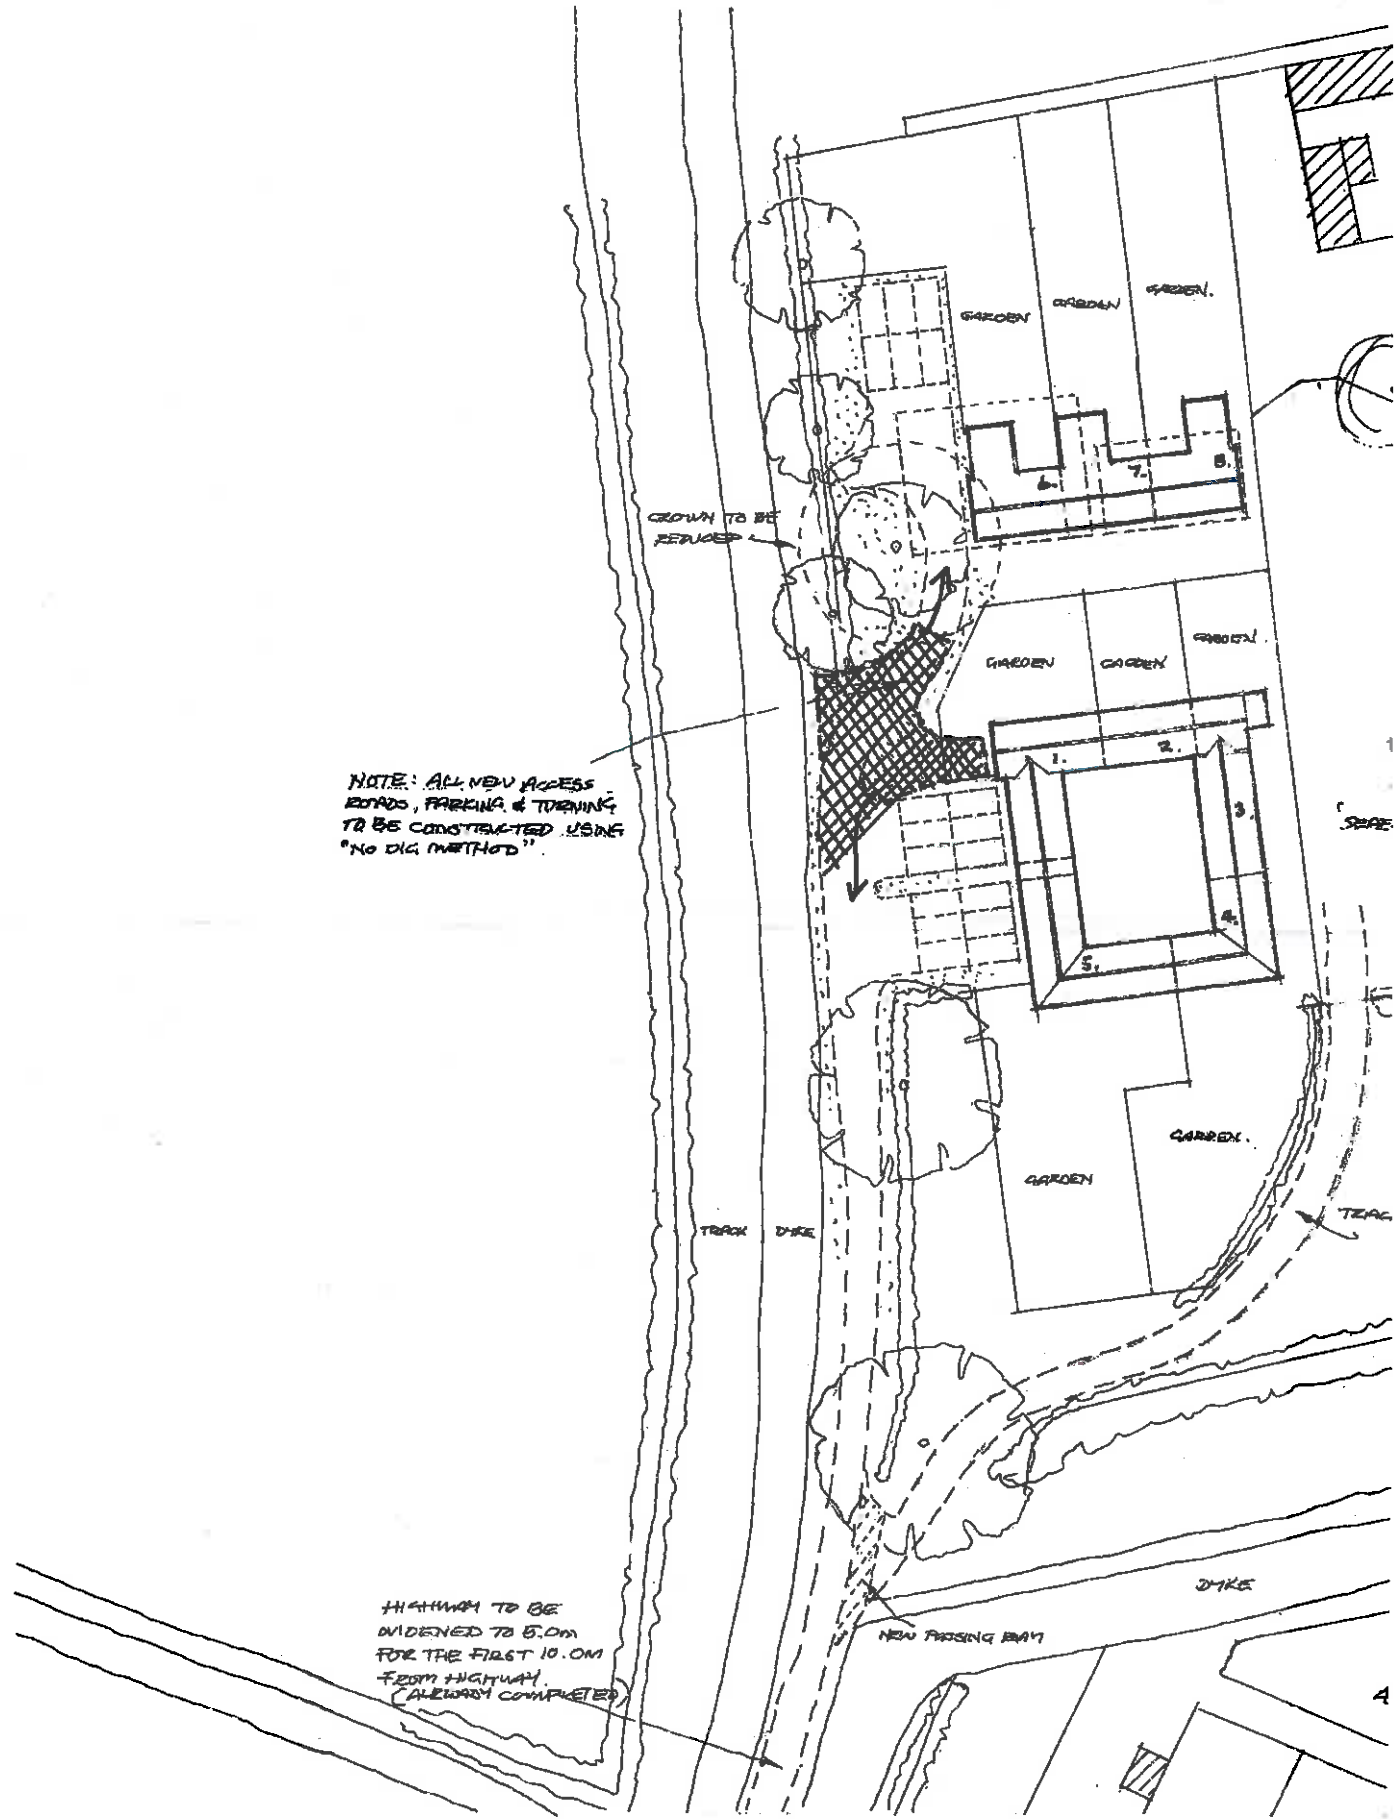 GARDEN
GARDEN
GARDEN.
6.
7.
8.
CROWN TO BE
REDUCED
GARDEN
GARDEN
GARDEN.
1.
2.
3.
4.
5.
NOTE: ALL NEW ACCESS
ROADS, PARKING & TURNING
TO BE CONSTRUCTED USING
"NO DIG METHOD".
GARDEN.
GARDEN
TRACK
DYKE
HIGHWAY TO BE
WIDENED TO 5.0M
FOR THE FIRST 10.0M
FROM HIGHWAY.
(ALREADY COMPLETED)
NEW PASSING BAY
DYKE
A